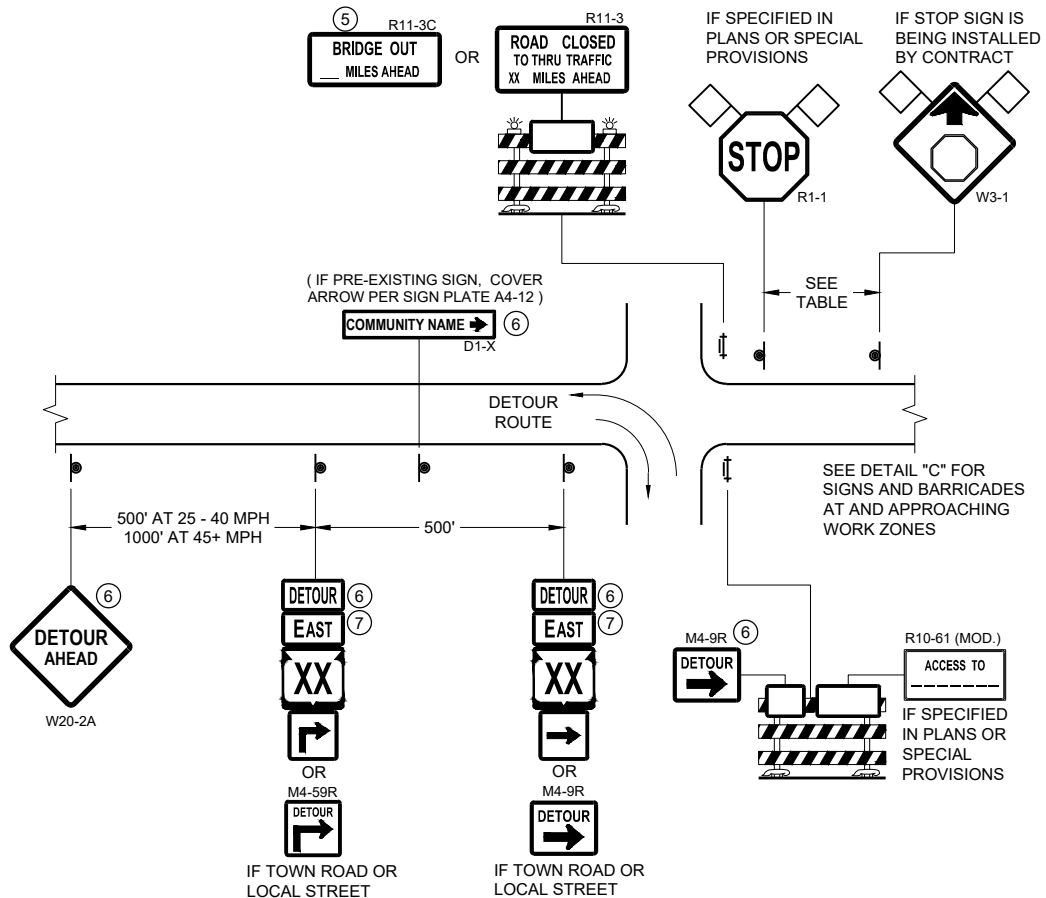 5
R11-3C
BRIDGE OUT
__ MILES AHEAD
OR
R11-3
ROAD CLOSED
TO THRU TRAFFIC
XX MILES AHEAD
IF SPECIFIED IN
PLANS OR SPECIAL
PROVISIONS
STOP
R1-1
IF STOP SIGN IS
BEING INSTALLED
BY CONTRACT
W3-1
SEE
TABLE
( IF PRE-EXISTING SIGN, COVER
ARROW PER SIGN PLATE A4-12 )
COMMUNITY NAME
6
D1-X
DETOUR
ROUTE
SEE DETAIL "C" FOR
SIGNS AND BARRICADES
AT AND APPROACHING
WORK ZONES
500' AT 25 - 40 MPH
1000' AT 45+ MPH
500'
6
DETOUR
AHEAD
W20-2A
DETOUR
6
EAST
7
XX
OR
M4-59R
DETOUR
IF TOWN ROAD OR
LOCAL STREET
DETOUR
6
EAST
7
XX
OR
M4-9R
DETOUR
IF TOWN ROAD OR
LOCAL STREET
M4-9R
6
DETOUR
R10-61 (MOD.)
ACCESS TO
_ _ _ _ _ _ _
IF SPECIFIED
IN PLANS OR
SPECIAL
PROVISIONS